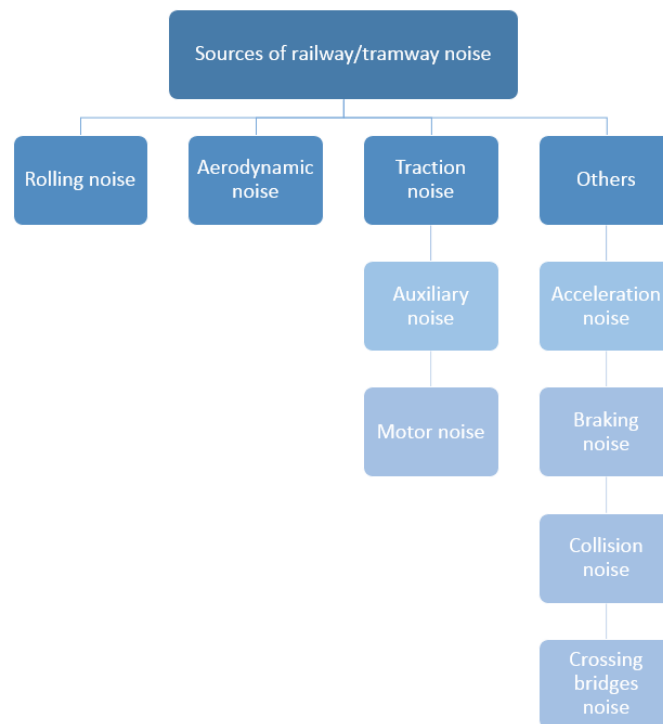 Sources of railway/tramway noise
Rolling noise
Aerodynamic
noise
Traction
noise
Others
Auxiliary
noise
Acceleration
noise
Motor noise
Braking
noise
Collision
noise
Crossing
bridges
noise